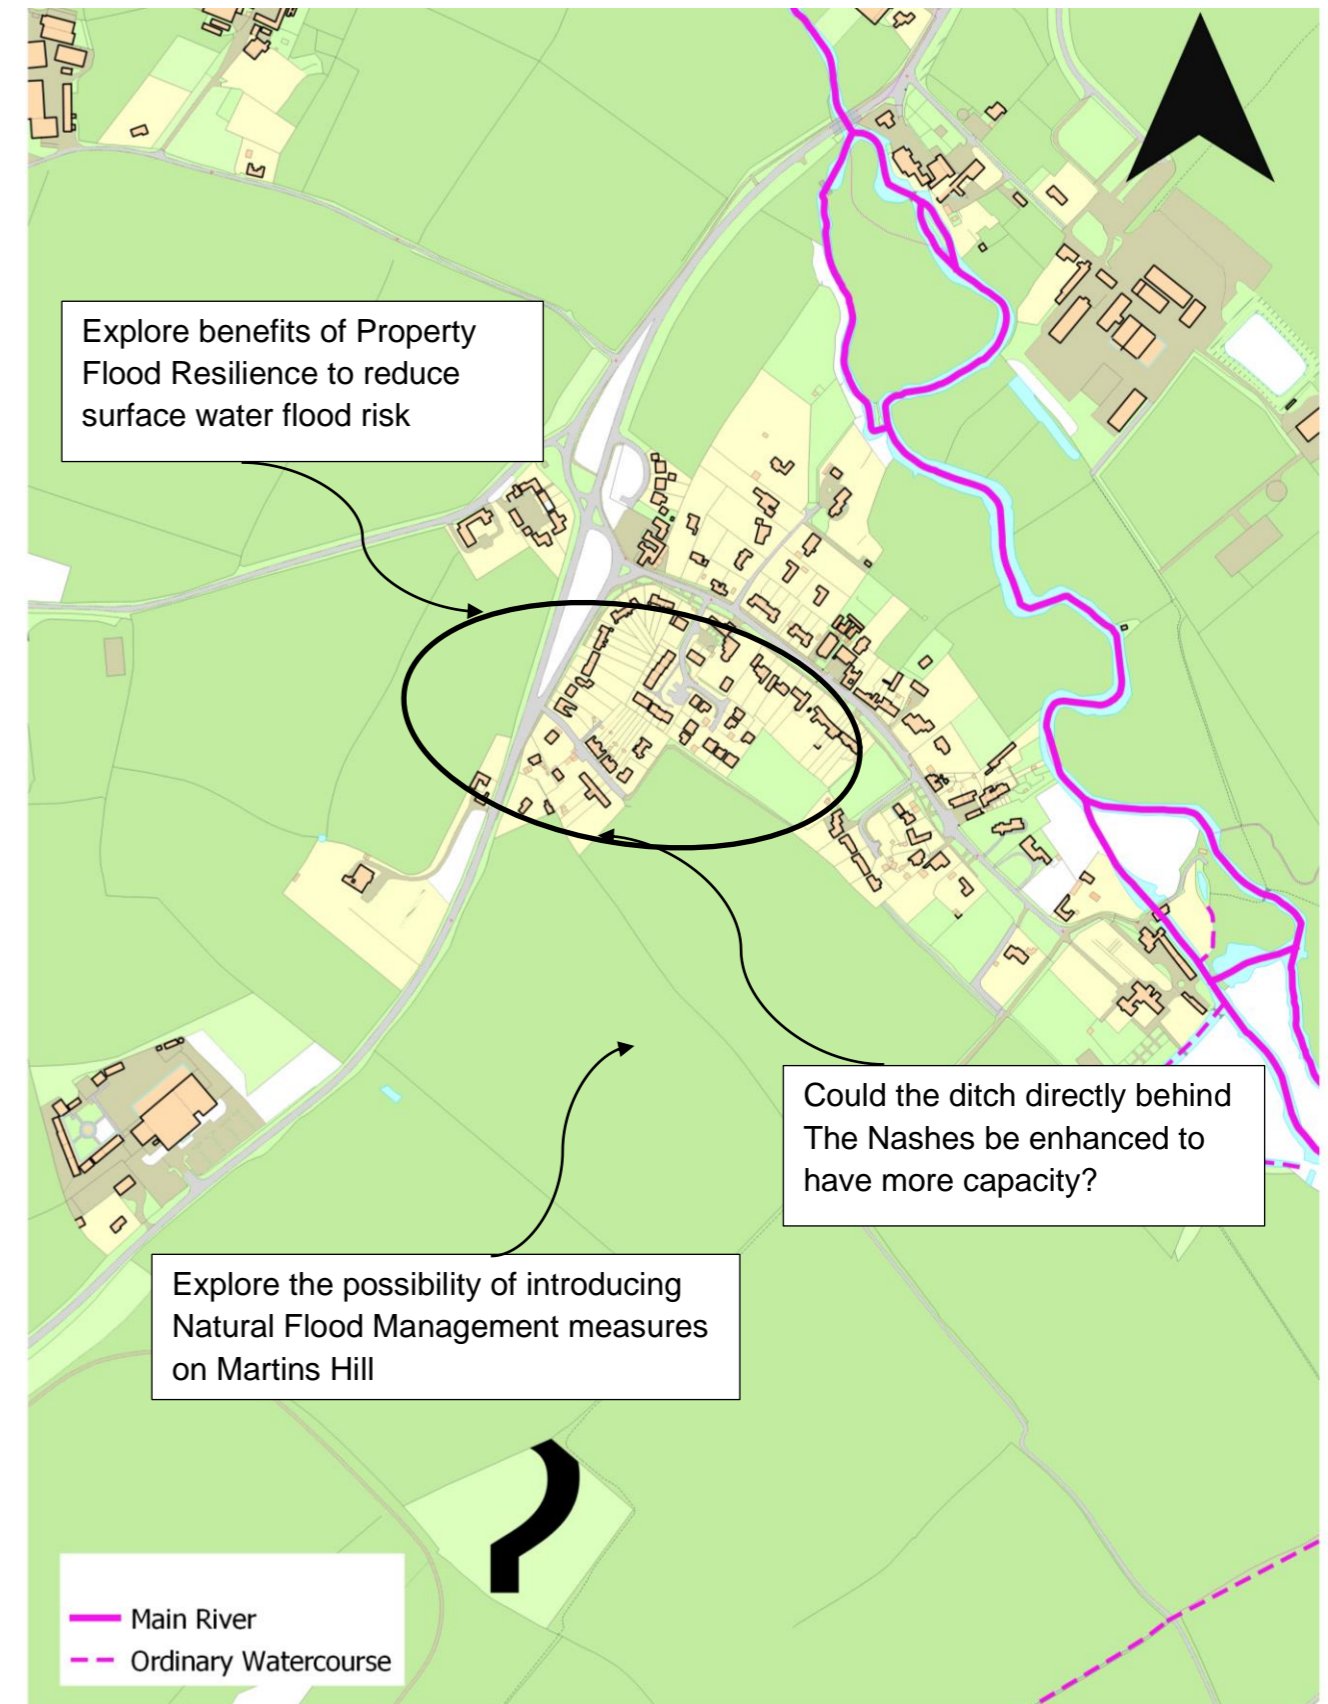 Explore benefits of Property
Flood Resilience to reduce
surface water flood risk
Could the ditch directly behind
The Nashes be enhanced to
have more capacity?
Explore the possibility of introducing
Natural Flood Management measures
on Martins Hill
Main River
Ordinary Watercourse